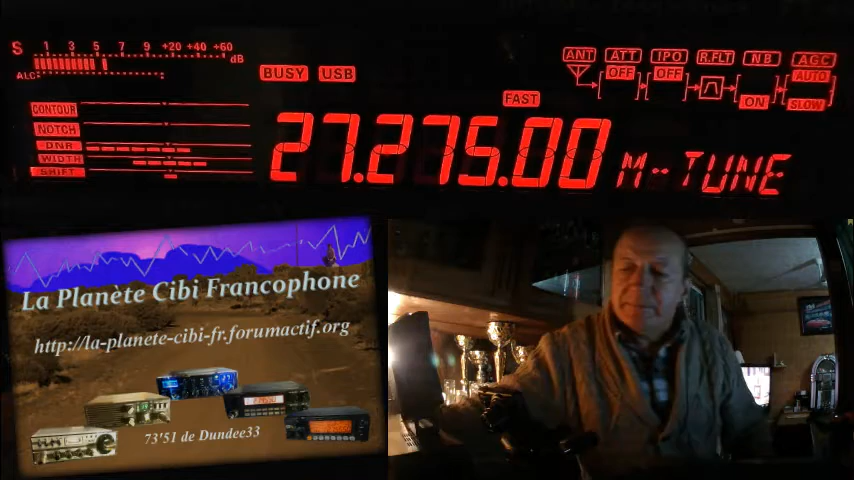 S 1 3 5 7 9 +20 +40 +60 dB
ALC
BUSY USB
ANT ATT IPO R.FLT NB AGC
OFF OFF AUTO
ON SLOW
FAST
CONTOUR
NOTCH
DNR
WIDTH
SHIFT
27.275.00 M-TUNE
La Planète Cibi Francophone
http://la-planete-cibi-fr.forumactif.org
73'51 de Dundee33